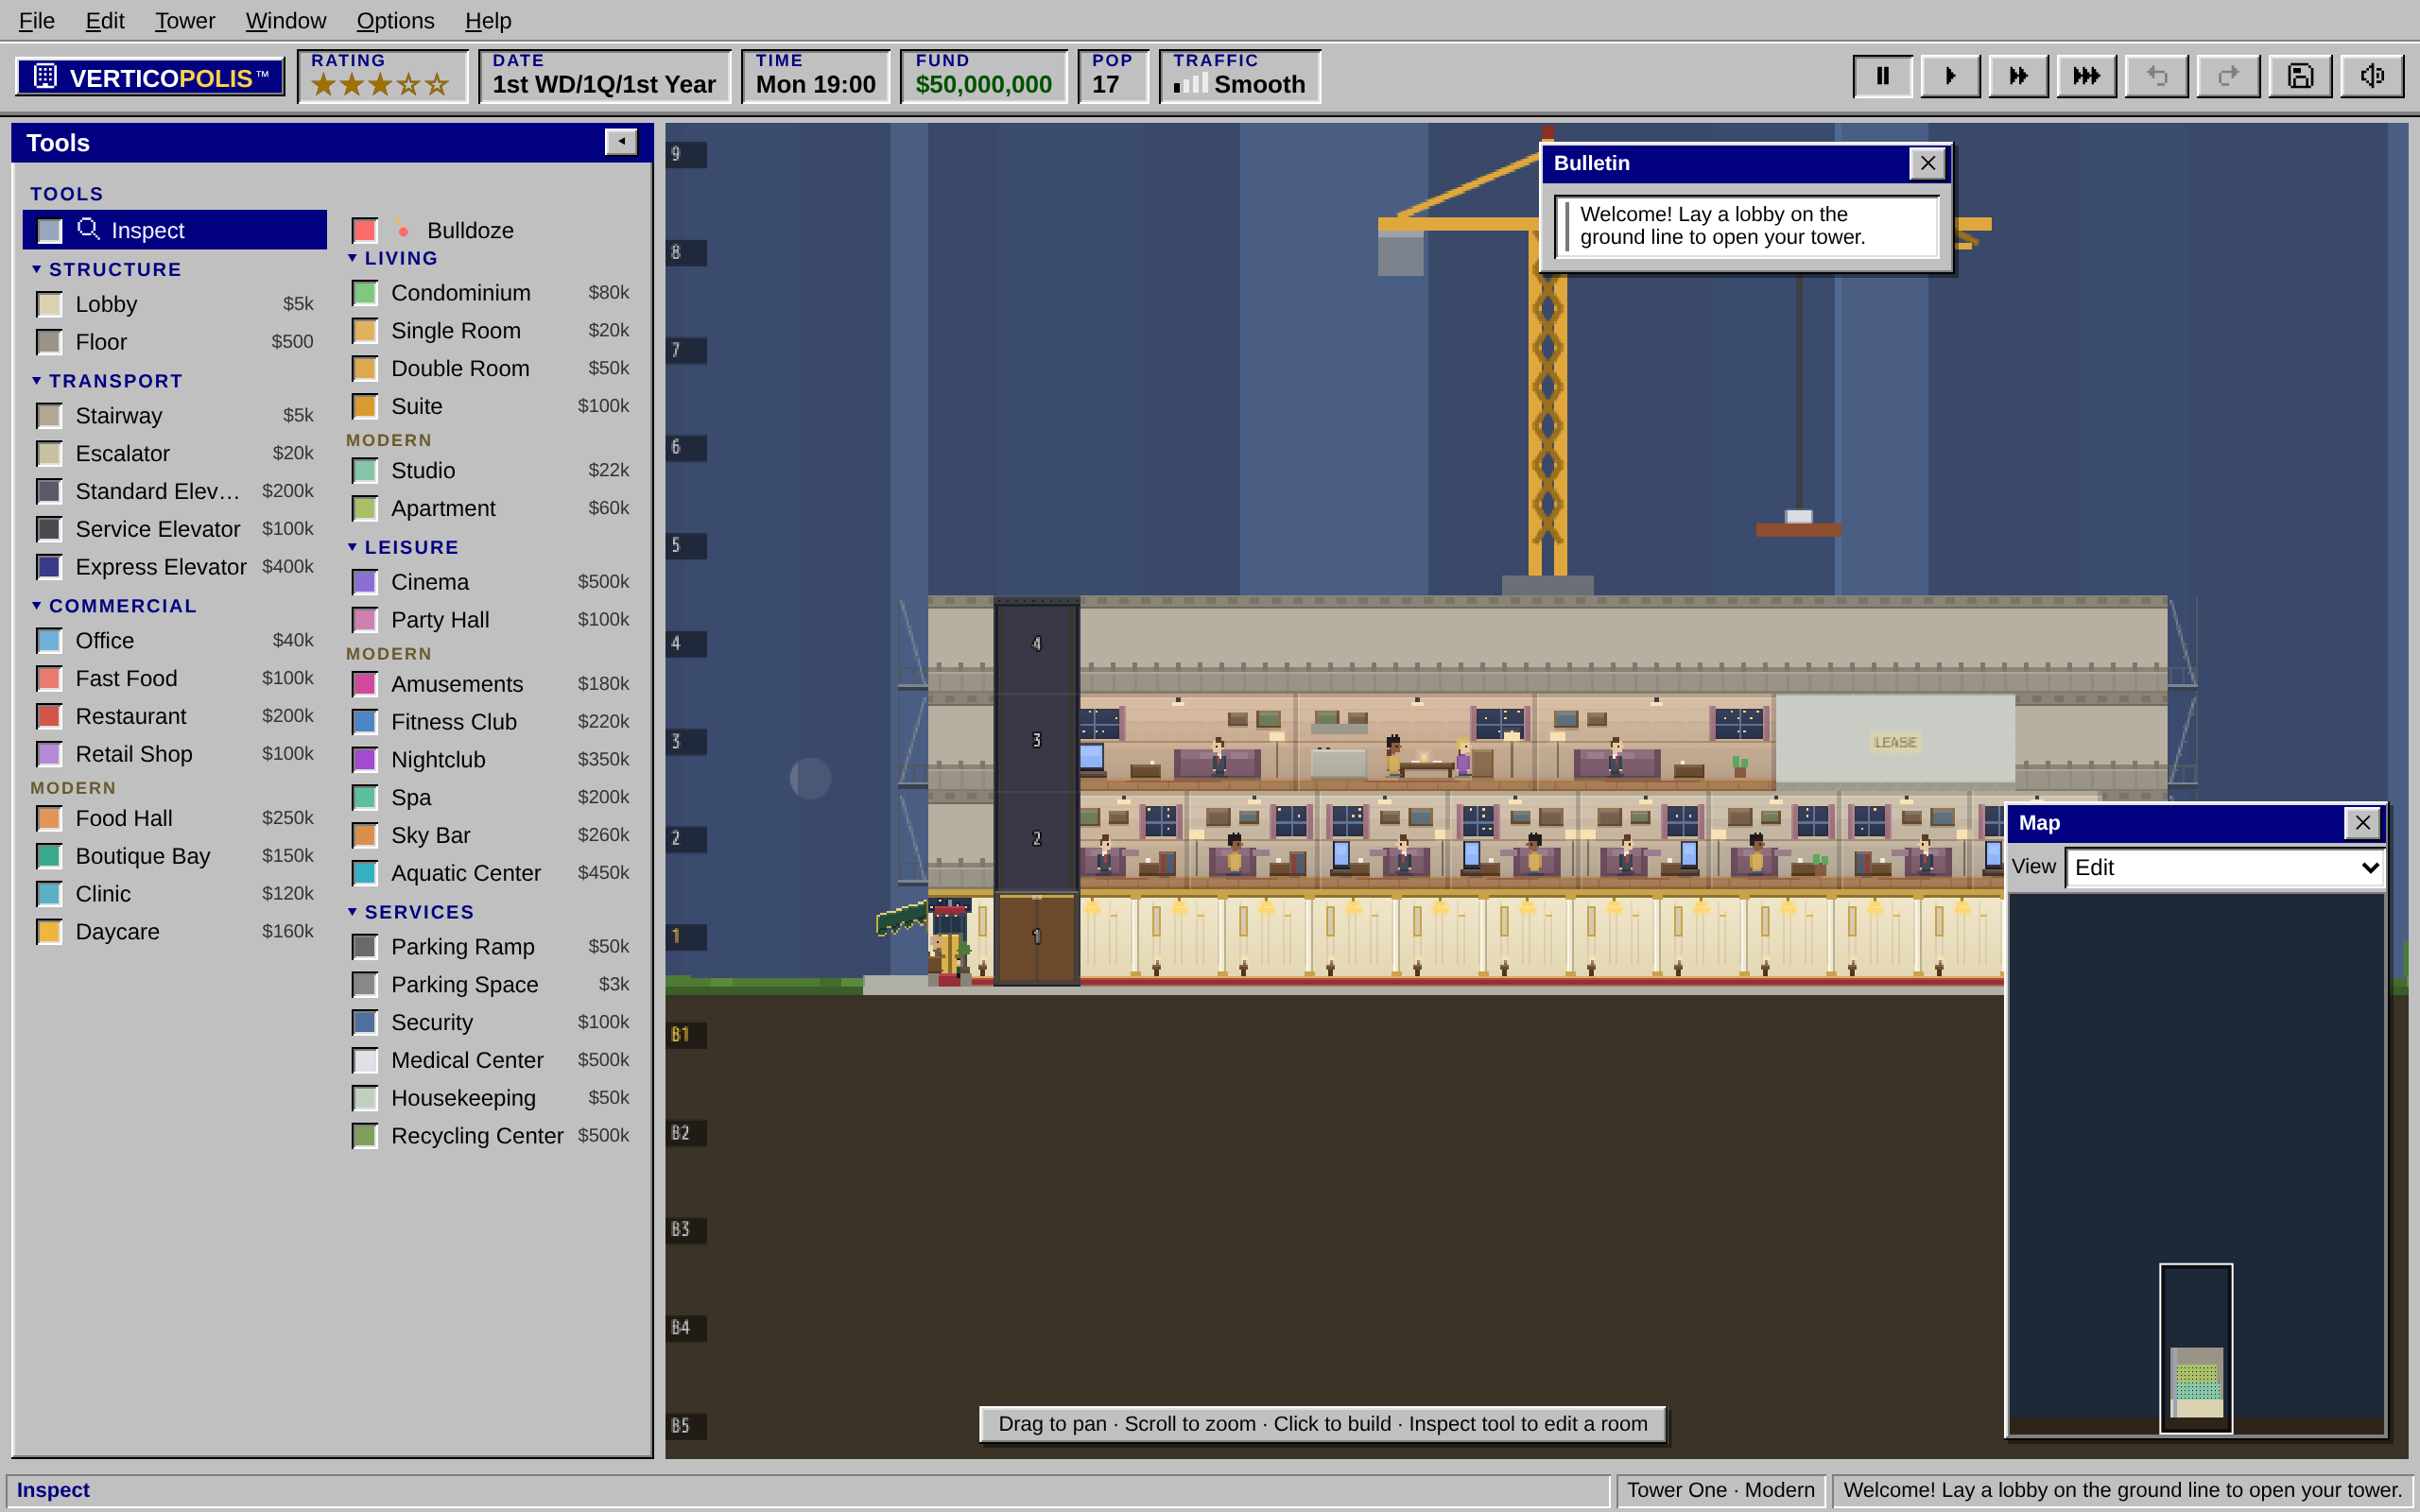 File Edit Tower Window Options Help
VERTICOPOLIS™
RATING
DATE
1st WD/1Q/1st Year
TIME
Mon 19:00
FUND
$50,000,000
POP
17
TRAFFIC
Smooth
Tools
TOOLS
Inspect
STRUCTURE
Lobby $5k
Floor $500
TRANSPORT
Stairway $5k
Escalator $20k
Standard Elev… $200k
Service Elevator $100k
Express Elevator $400k
COMMERCIAL
Office $40k
Fast Food $100k
Restaurant $200k
Retail Shop $100k
MODERN
Food Hall $250k
Boutique Bay $150k
Clinic $120k
Daycare $160k
Bulldoze
LIVING
Condominium $80k
Single Room $20k
Double Room $50k
Suite $100k
MODERN
Studio $22k
Apartment $60k
LEISURE
Cinema $500k
Party Hall $100k
MODERN
Amusements $180k
Fitness Club $220k
Nightclub $350k
Spa $200k
Sky Bar $260k
Aquatic Center $450k
SERVICES
Parking Ramp $50k
Parking Space $3k
Security $100k
Medical Center $500k
Housekeeping $50k
Recycling Center $500k
9
8
7
6
5
4
3
2
1
B1
B2
B3
B4
B5
Bulletin
Welcome! Lay a lobby on the
ground line to open your tower.
4
3
2
1
LEASE
Map
View Edit
Drag to pan · Scroll to zoom · Click to build · Inspect tool to edit a room
Inspect
Tower One · Modern
Welcome! Lay a lobby on the ground line to open your tower.